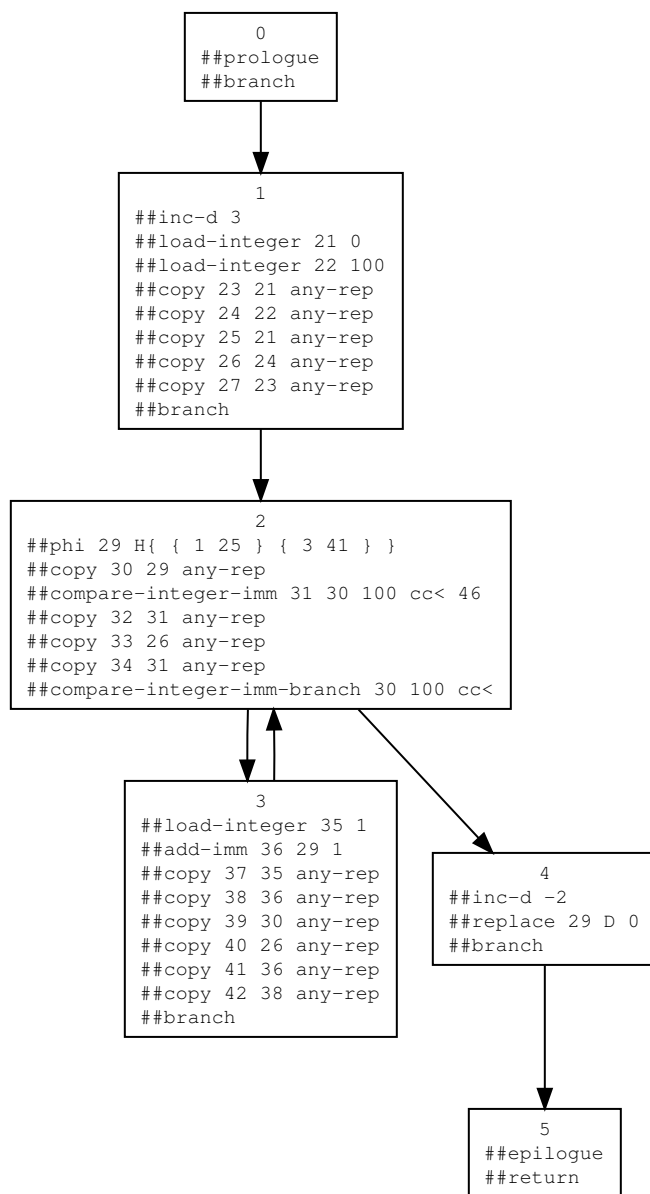 0
##prologue
##branch
1
##inc-d 3
##load-integer 21 0
##load-integer 22 100
##copy 23 21 any-rep
##copy 24 22 any-rep
##copy 25 21 any-rep
##copy 26 24 any-rep
##copy 27 23 any-rep
##branch
2
##phi 29 H{ { 1 25 } { 3 41 } }
##copy 30 29 any-rep
##compare-integer-imm 31 30 100 cc< 46
##copy 32 31 any-rep
##copy 33 26 any-rep
##copy 34 31 any-rep
##compare-integer-imm-branch 30 100 cc<
3
##load-integer 35 1
##add-imm 36 29 1
##copy 37 35 any-rep
##copy 38 36 any-rep
##copy 39 30 any-rep
##copy 40 26 any-rep
##copy 41 36 any-rep
##copy 42 38 any-rep
##branch
4
##inc-d -2
##replace 29 D 0
##branch
5
##epilogue
##return